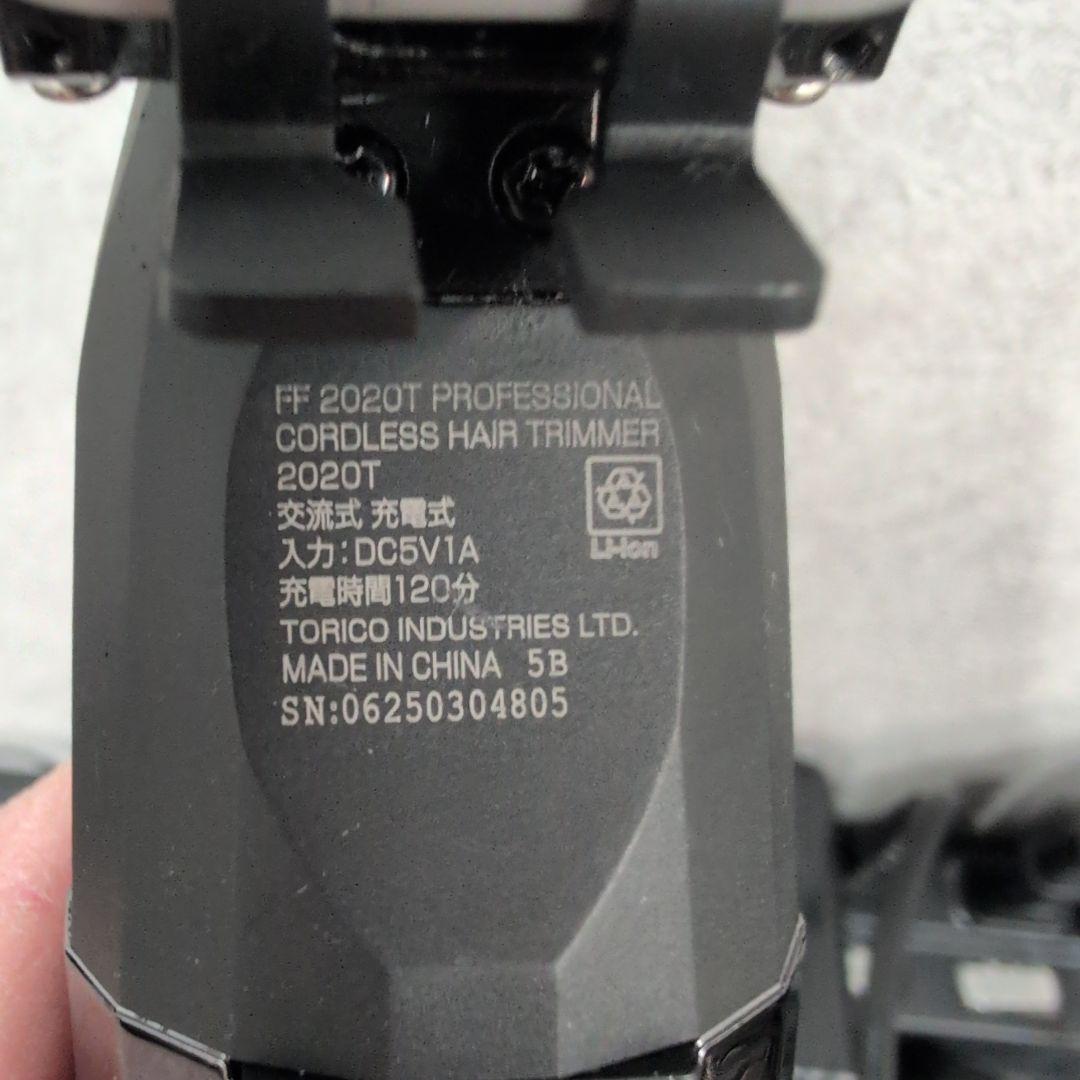 FF 2020T PROFESSIONAL
CORDLESS HAIR TRIMMER
2020T
交流式 充電式
入力:DC5V1A
充電時間120分
Li-ion
TORICO INDUSTRIES LTD.
MADE IN CHINA 5B
SN:06250304805